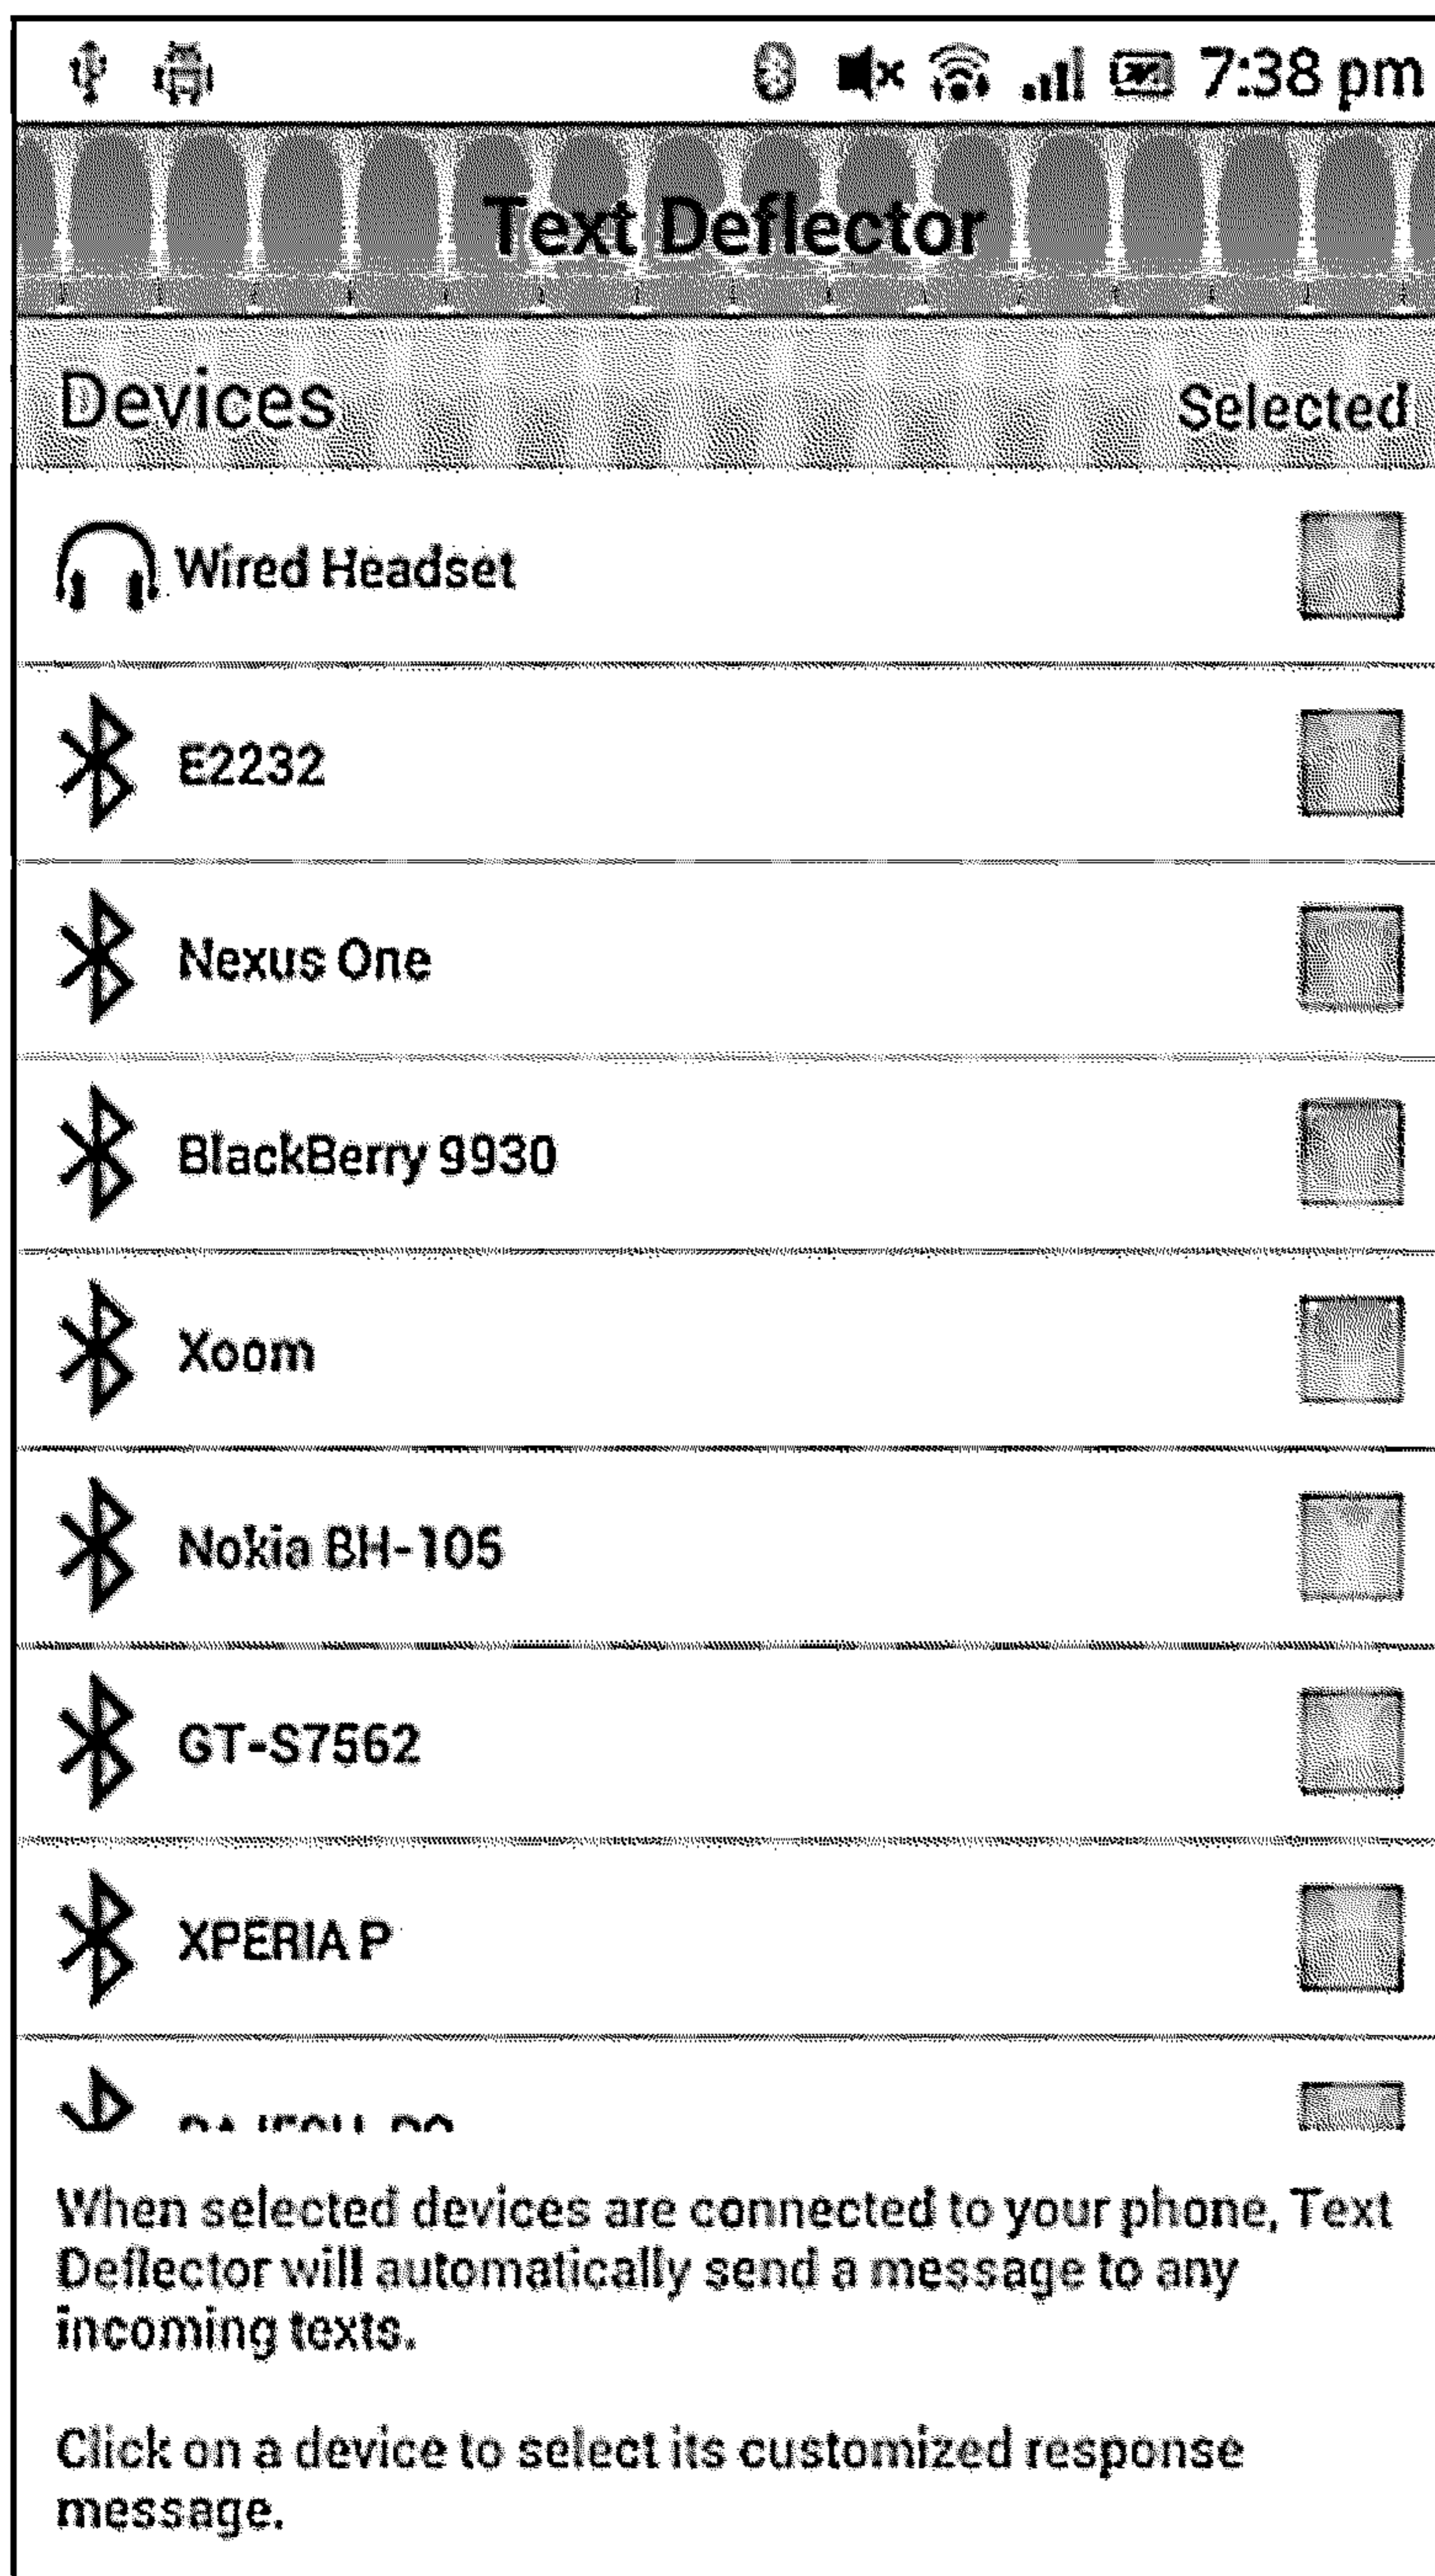 7:38 pm
Text Deflector
Devices Selected
Wired Headset
E2232
Nexus One
BlackBerry 9930
Xoom
Nokia BH-105
GT-S7562
XPERIA P
When selected devices are connected to your phone, Text
Deflector will automatically send a message to any
incoming texts.
Click on a device to select its customized response
message.